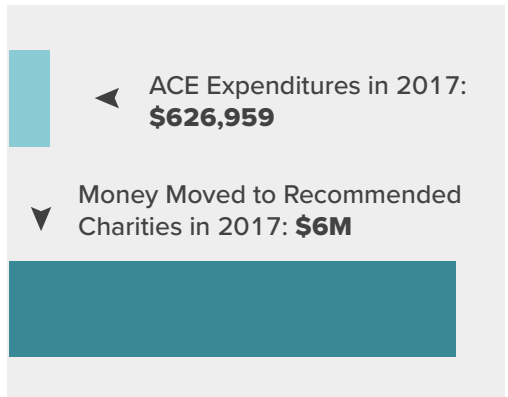 ACE Expenditures in 2017:
$626,959
Money Moved to Recommended
Charities in 2017: $6M